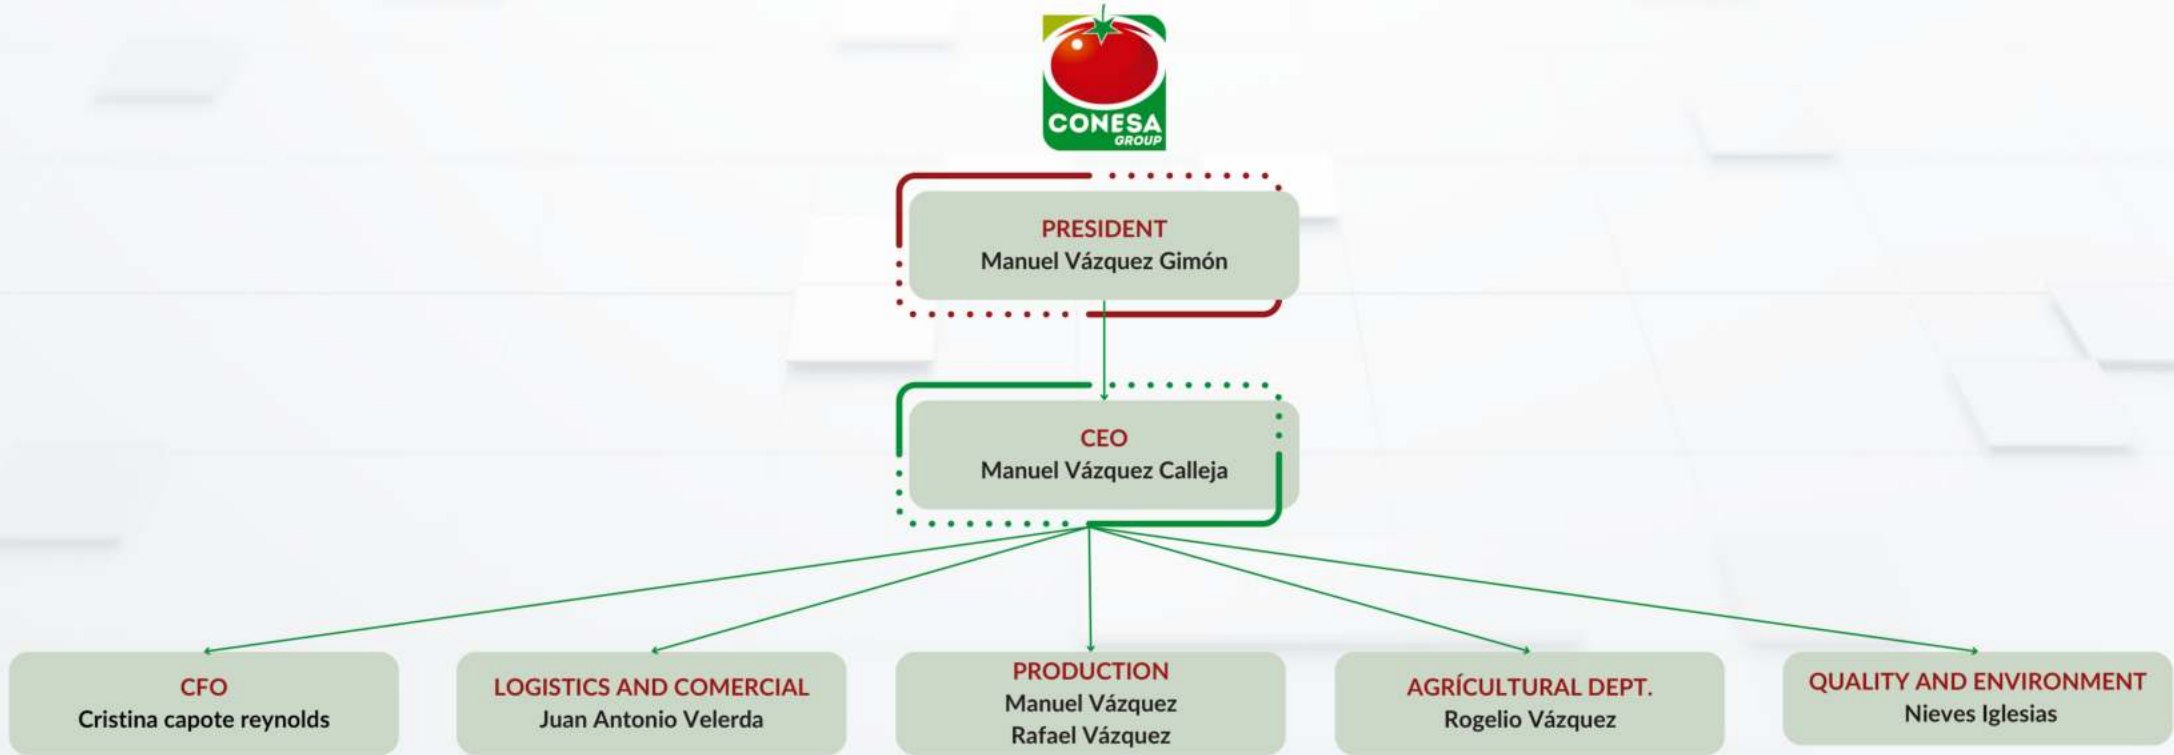 CONESA
GROUP
PRESIDENT
Manuel Vázquez Gimón
CEO
Manuel Vázquez Calleja
CFO
Cristina capote reynolds
LOGISTICS AND COMERCIAL
Juan Antonio Velerda
PRODUCTION
Manuel Vázquez
Rafael Vázquez
AGRÍCULTURAL DEPT.
Rogelio Vázquez
QUALITY AND ENVIRONMENT
Nieves Iglesias